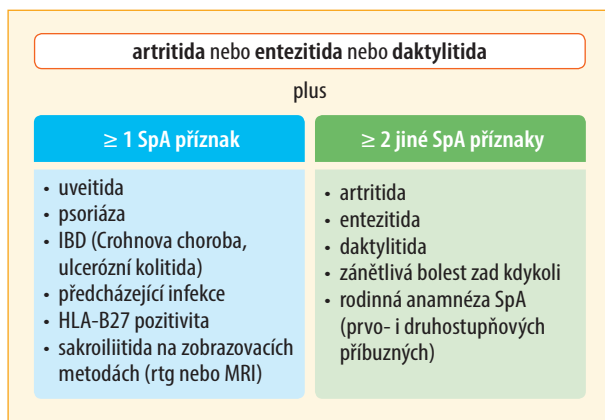 artritida nebo entezitida nebo daktylitida
plus
≥ 1 SpA příznak
• uveitida
• psoriáza
• IBD (Crohnova choroba,
ulcerózní kolitida)
• předcházející infekce
• HLA-B27 pozitivita
• sakroiliitida na zobrazovacích
metodách (rtg nebo MRI)
≥ 2 jiné SpA příznaky
• artritida
• entezitida
• daktylitida
• zánětlivá bolest zad kdykoli
• rodinná anamnéza SpA
(prvo- i druhostupňových
příbuzných)